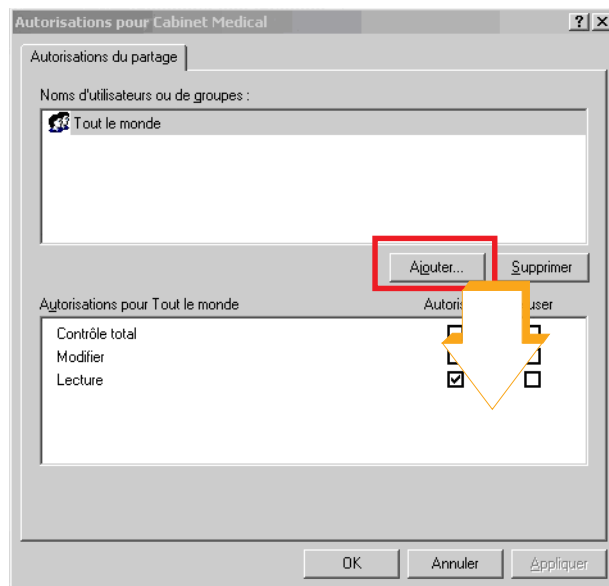 Autorisations pour Cabinet Medical
Autorisations du partage
Noms d'utilisateurs ou de groupes :
Tout le monde
Ajouter...
Supprimer
Autorisations pour Tout le monde
Contrôle total
Modifier
Lecture
OK
Annuler
Appliquer